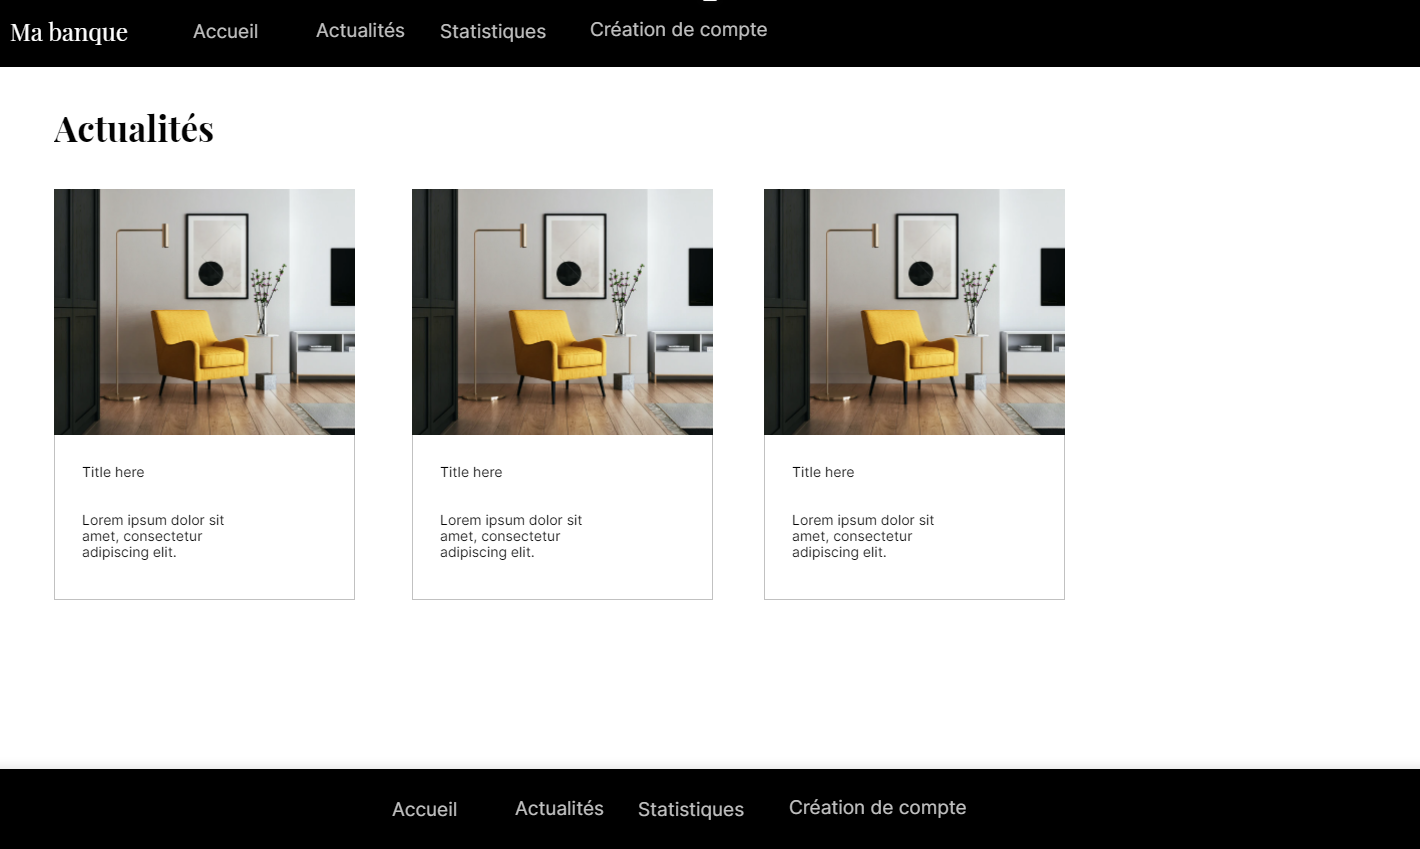 Ma banque Accueil Actualités Statistiques Création de compte
Actualités
Title here
Lorem ipsum dolor sit
amet, consectetur
adipiscing elit.
Title here
Lorem ipsum dolor sit
amet, consectetur
adipiscing elit.
Title here
Lorem ipsum dolor sit
amet, consectetur
adipiscing elit.
Accueil Actualités Statistiques Création de compte